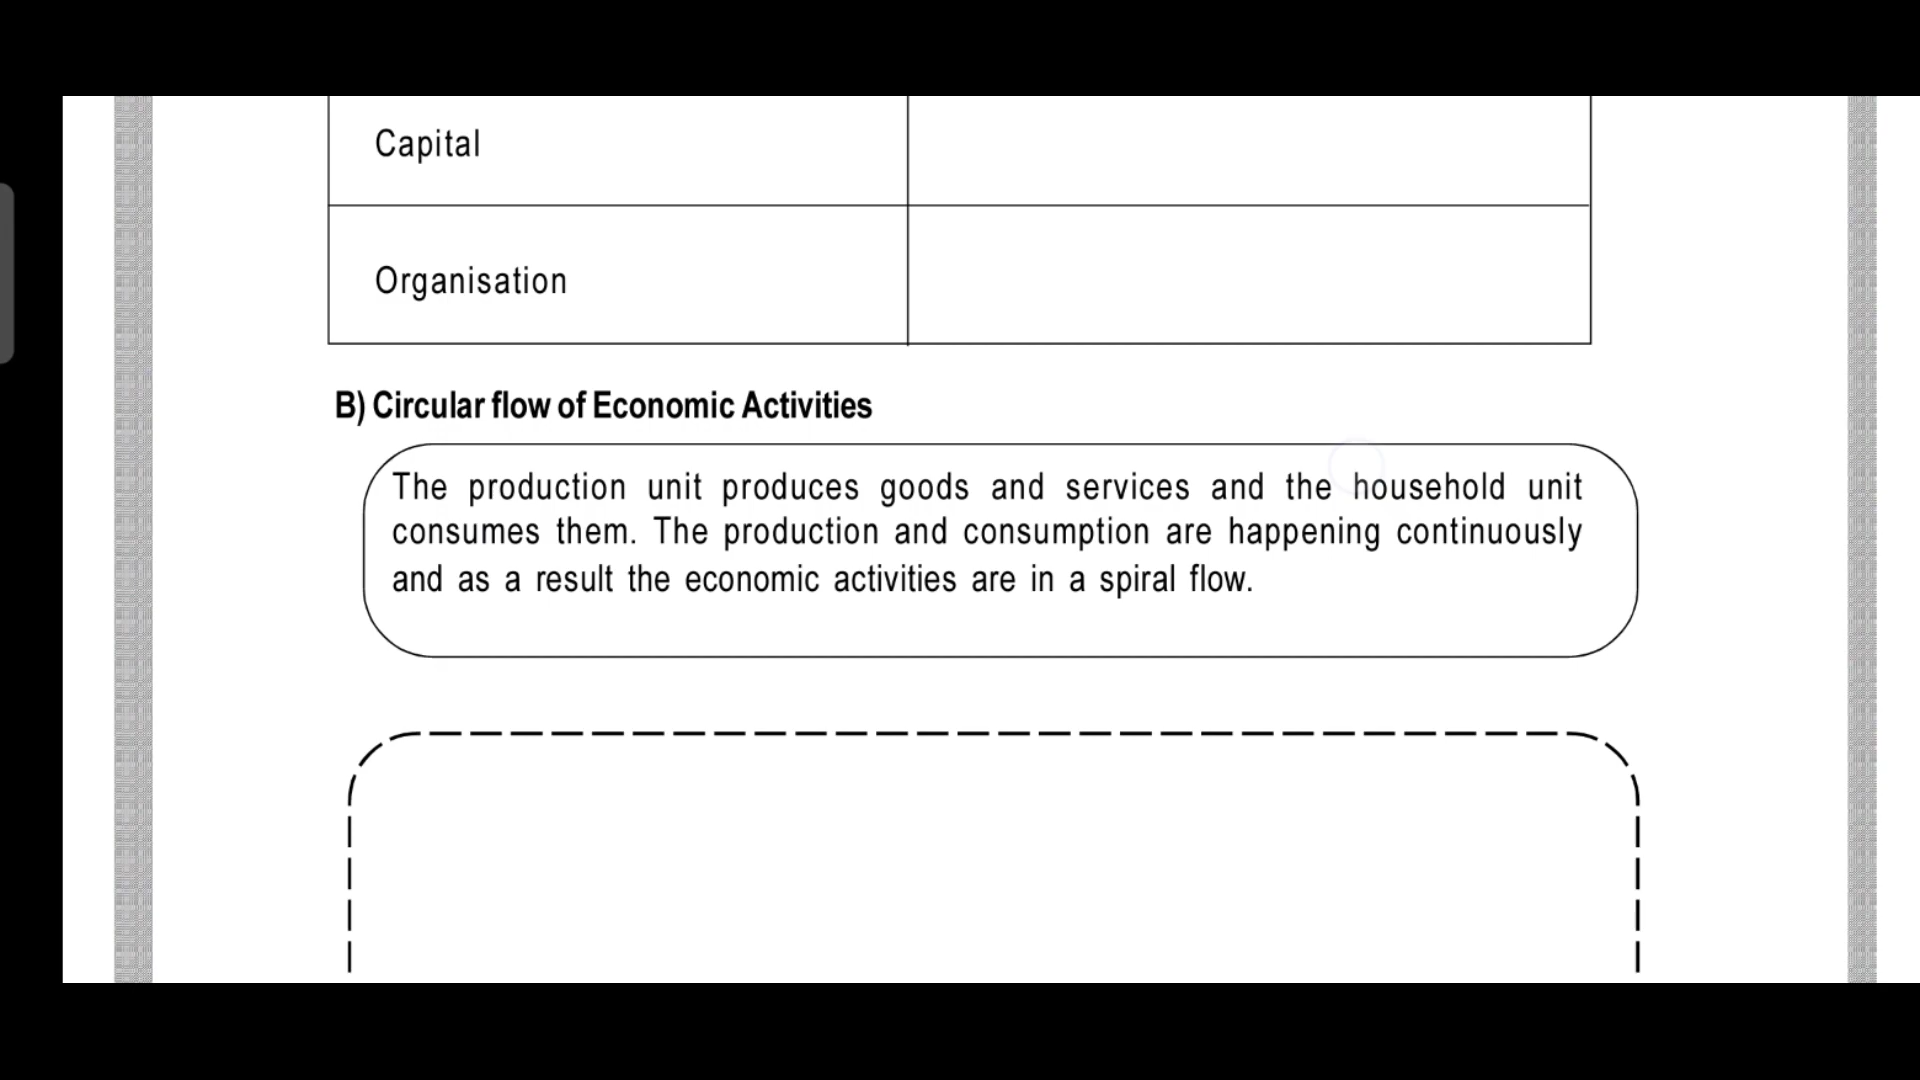 Capital
Organisation
B) Circular flow of Economic Activities
The production unit produces goods and services and the household unit
consumes them. The production and consumption are happening continuously
and as a result the economic activities are in a spiral flow.